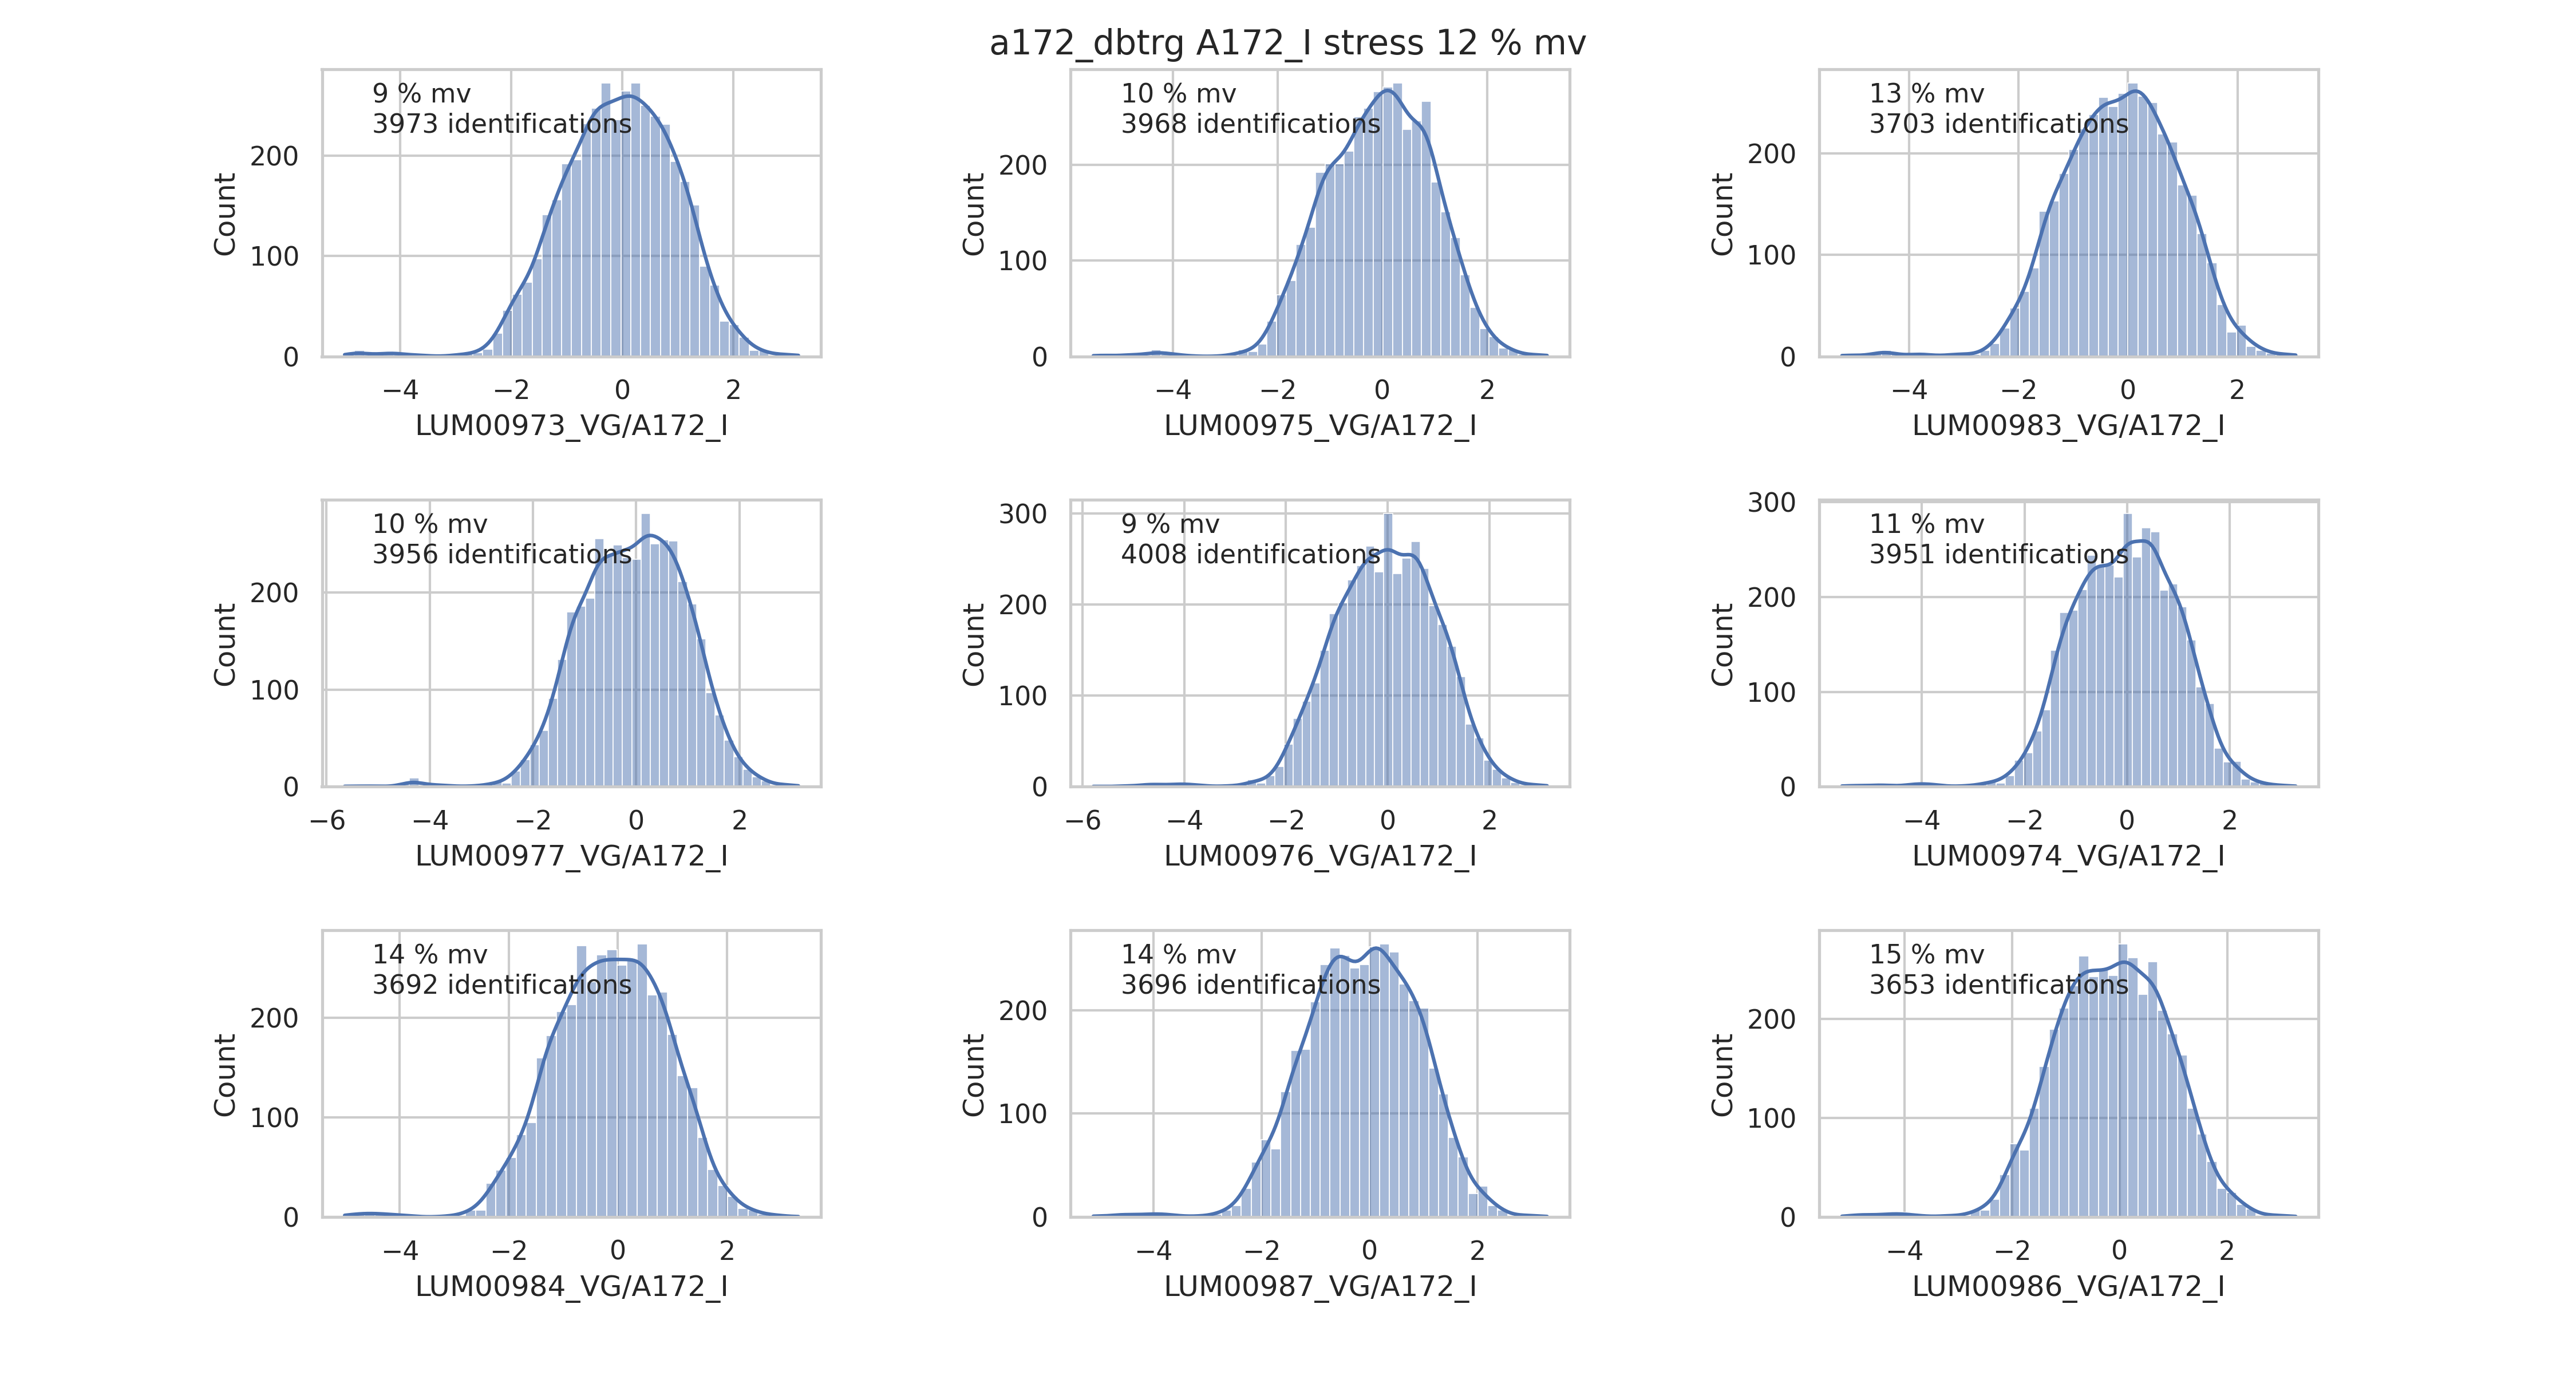 a172_dbtrg A172_I stress 12 % mv
9 % mv
3973 identifications
Count
200
100
0
−4 −2 0 2
LUM00973_VG/A172_I
10 % mv
3968 identifications
Count
200
100
0
−4 −2 0 2
LUM00975_VG/A172_I
13 % mv
3703 identifications
Count
200
100
0
−4 −2 0 2
LUM00983_VG/A172_I
10 % mv
3956 identifications
Count
200
100
0
−6 −4 −2 0 2
LUM00977_VG/A172_I
9 % mv
4008 identifications
Count
300
200
100
0
−6 −4 −2 0 2
LUM00976_VG/A172_I
11 % mv
3951 identifications
Count
300
200
100
0
−4 −2 0 2
LUM00974_VG/A172_I
14 % mv
3692 identifications
Count
200
100
0
−4 −2 0 2
LUM00984_VG/A172_I
14 % mv
3696 identifications
Count
200
100
0
−4 −2 0 2
LUM00987_VG/A172_I
15 % mv
3653 identifications
Count
200
100
0
−4 −2 0 2
LUM00986_VG/A172_I